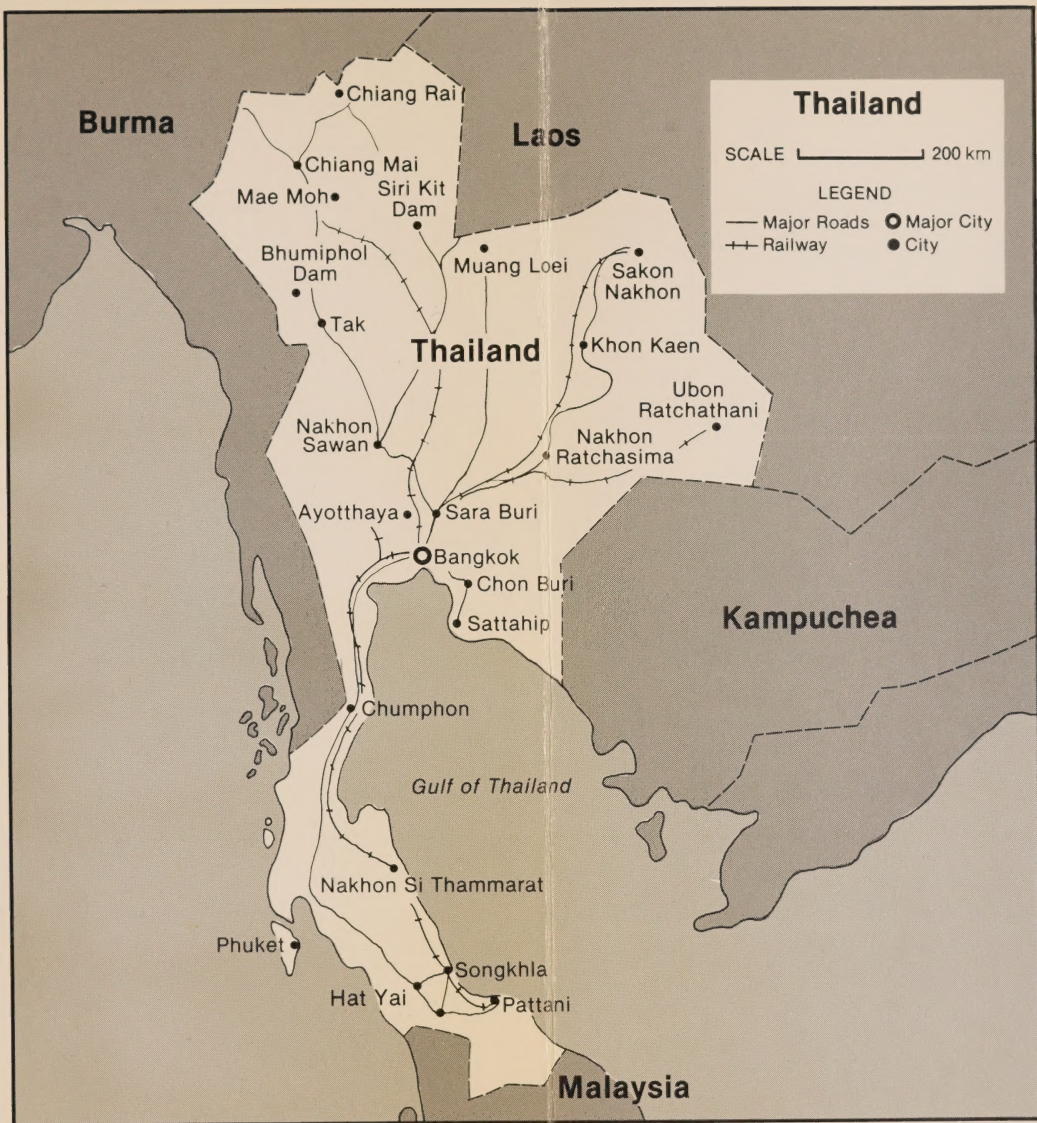 Burma
Laos
Thailand
SCALE 200 km
LEGEND
Major Roads Major City
Railway City
Chiang Rai
Chiang Mai
Mae Moh
Siri Kit
Dam
Bhumiphol
Dam
Muang Loei
Sakon
Nakhon
Tak
Thailand
Khon Kaen
Ubon
Ratchathani
Nakhon
Sawan
Nakhon
Ratchasima
Ayotthaya
Sara Buri
Bangkok
Chon Buri
Sattahip
Kampuchea
Chumphon
Gulf of Thailand
Nakhon Si Thammarat
Phuket
Songkhla
Hat Yai
Pattani
Malaysia